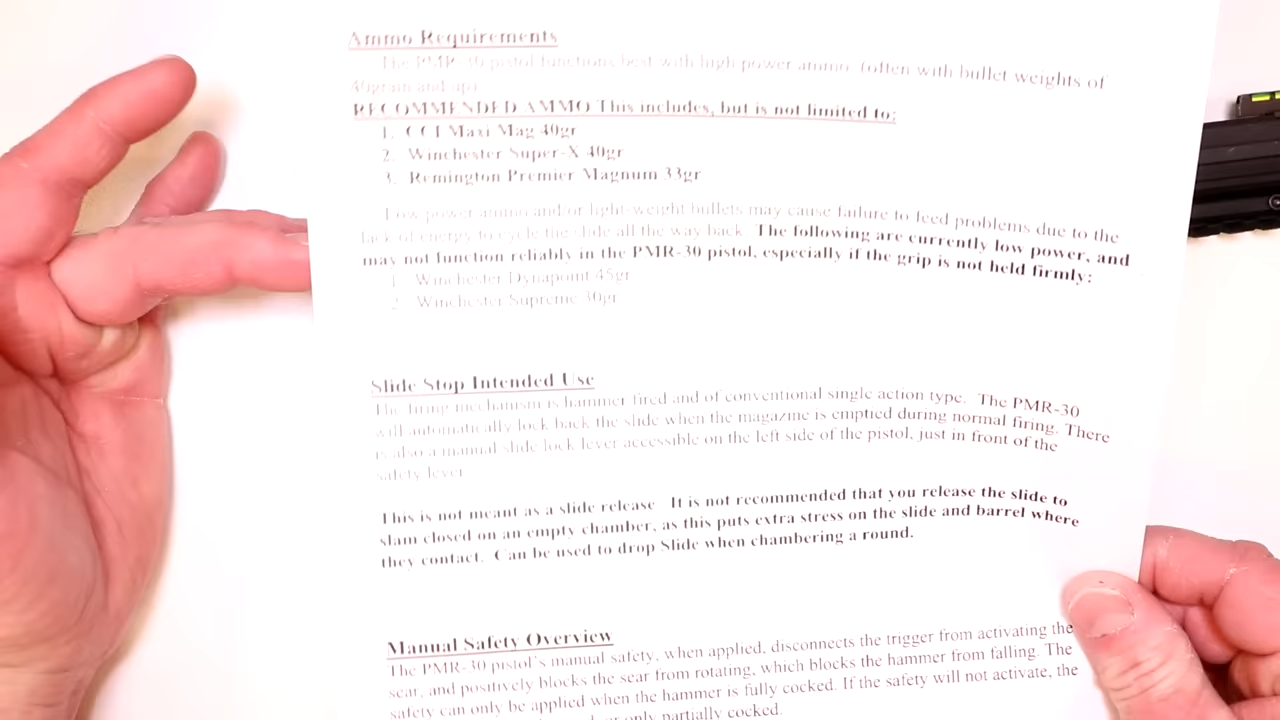 Ammo Requirements
The PMR-30 pistol functions best with high power ammo (often with bullet weights of
40grain and up)
RECOMMENDED AMMO This includes, but is not limited to:
1. CCI Maxi Mag 40gr
2. Winchester Super-X 40gr
3. Remington Premier Magnum 33gr
Low power ammo and/or light-weight bullets may cause failure to feed problems due to the
lack of energy to cycle the slide all the way back. The following are currently low power, and
may not function reliably in the PMR-30 pistol, especially if the grip is not held firmly:
1. Winchester Dynapoint 45gr
2. Winchester Supreme 30gr
Slide Stop Intended Use
The firing mechanism is hammer fired and of conventional single action type. The PMR-30
will automatically lock back the slide when the magazine is emptied during normal firing. There
is also a manual slide lock lever accessible on the left side of the pistol, just in front of the
safety lever
This is not meant as a slide release It is not recommended that you release the slide to
slam closed on an empty chamber, as this puts extra stress on the slide and barrel where
they contact. Can be used to drop Slide when chambering a round.
Manual Safety Overview
The PMR-30 pistol's manual safety, when applied, disconnects the trigger from activating the
sear, and positively blocks the sear from rotating, which blocks the hammer from falling. The
safety can only be applied when the hammer is fully cocked. If the safety will not activate, the
only partially cocked.